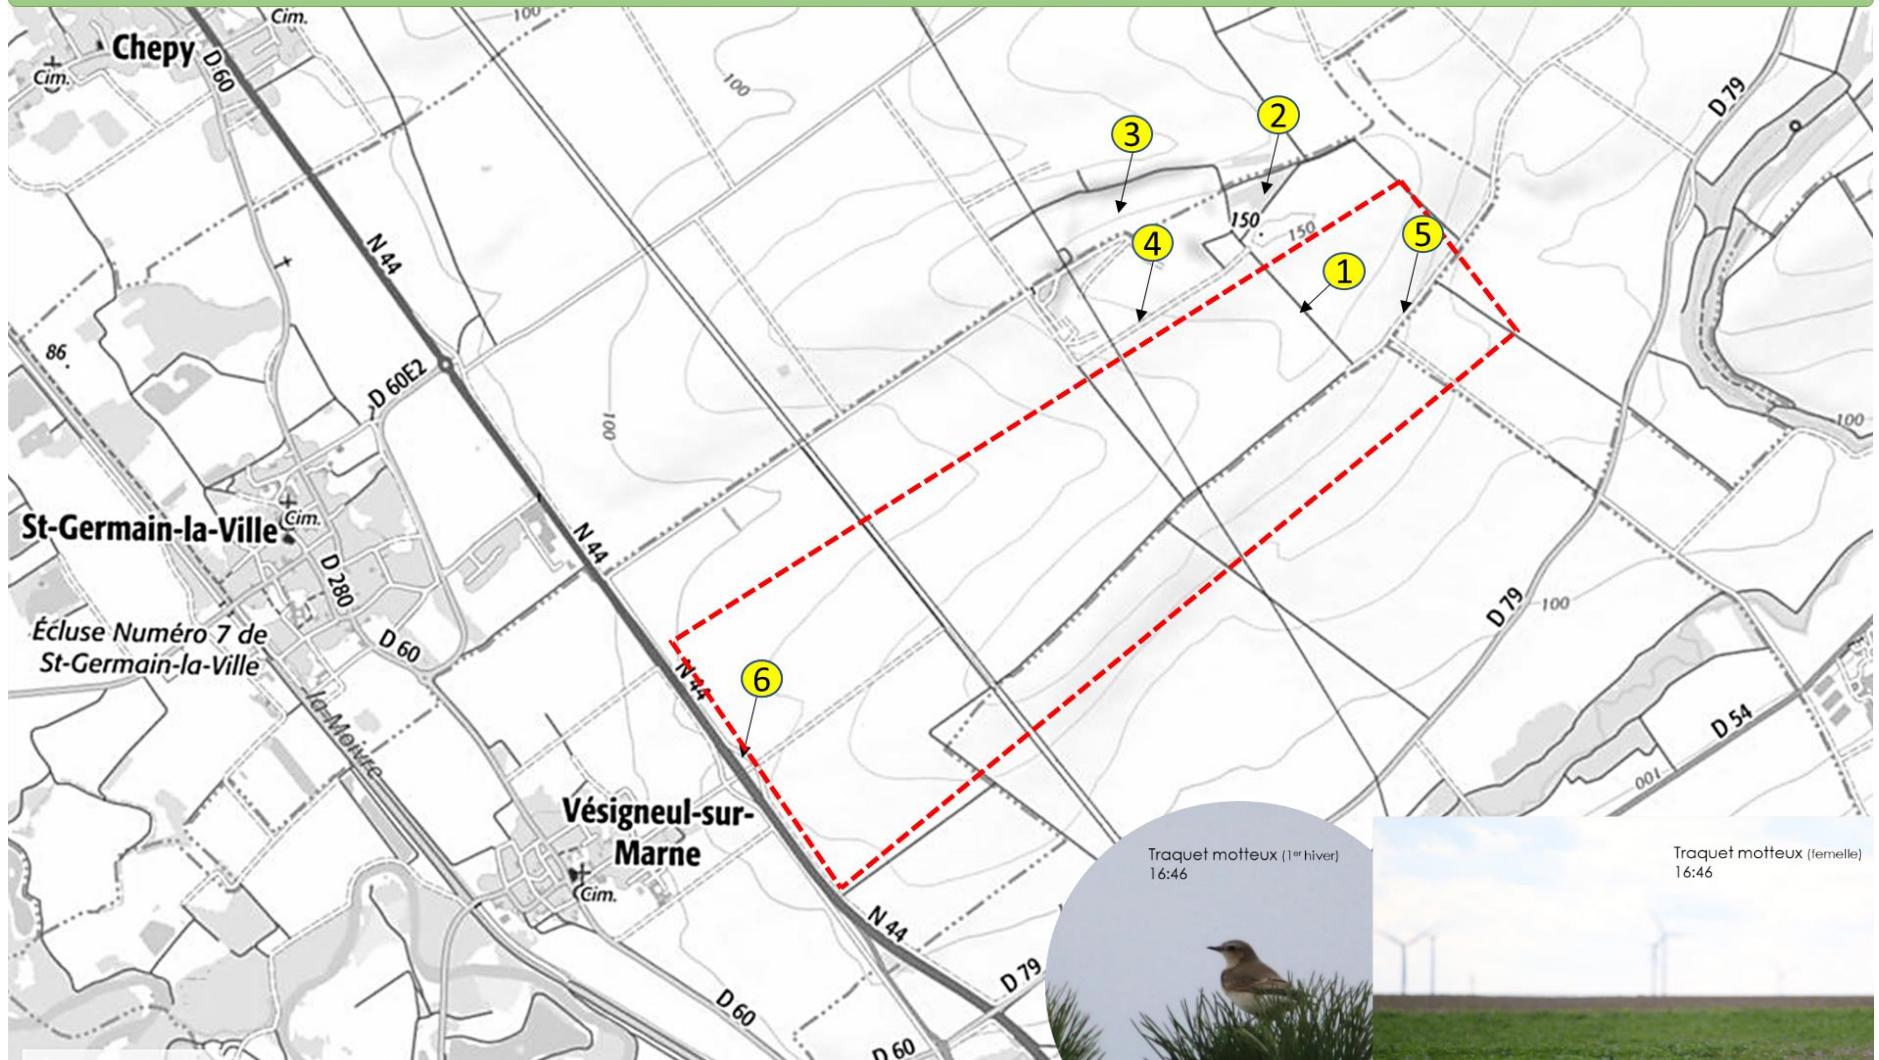 Cim.
Chepy
Cim.
D 60
100
100
D 79
2
3
150
4
150
5
1
N 44
86
D 60E2
100
100
St-Germain-la-Ville
Cim.
N 44
D 280
Écluse Numéro 7 de
St-Germain-la-Ville
D 60
la Moivre
N 44
6
D 79
100
D 54
100
Vésigneul-sur-
Marne
Cim.
N 44
D 79
D 60
D 60
Traquet motteux (1er hiver)
16:46
Traquet motteux (femelle)
16:46